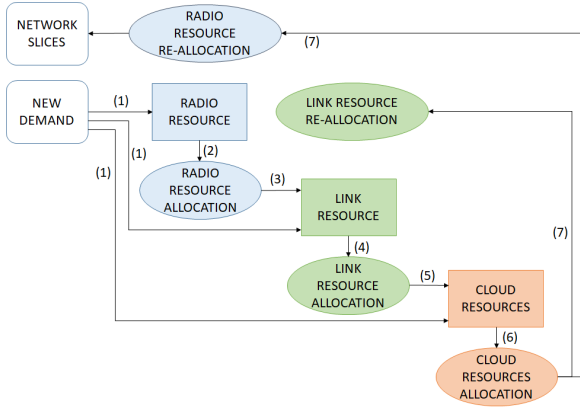 NETWORK
SLICES
RADIO
RESOURCE
RE-ALLOCATION
(7)
NEW
DEMAND
(1)
RADIO
RESOURCE
LINK RESOURCE
RE-ALLOCATION
(1)
(2)
(1)
RADIO
RESOURCE
ALLOCATION
(3)
LINK
RESOURCE
(7)
(4)
LINK
RESOURCE
ALLOCATION
(5)
CLOUD
RESOURCES
(6)
CLOUD
RESOURCES
ALLOCATION